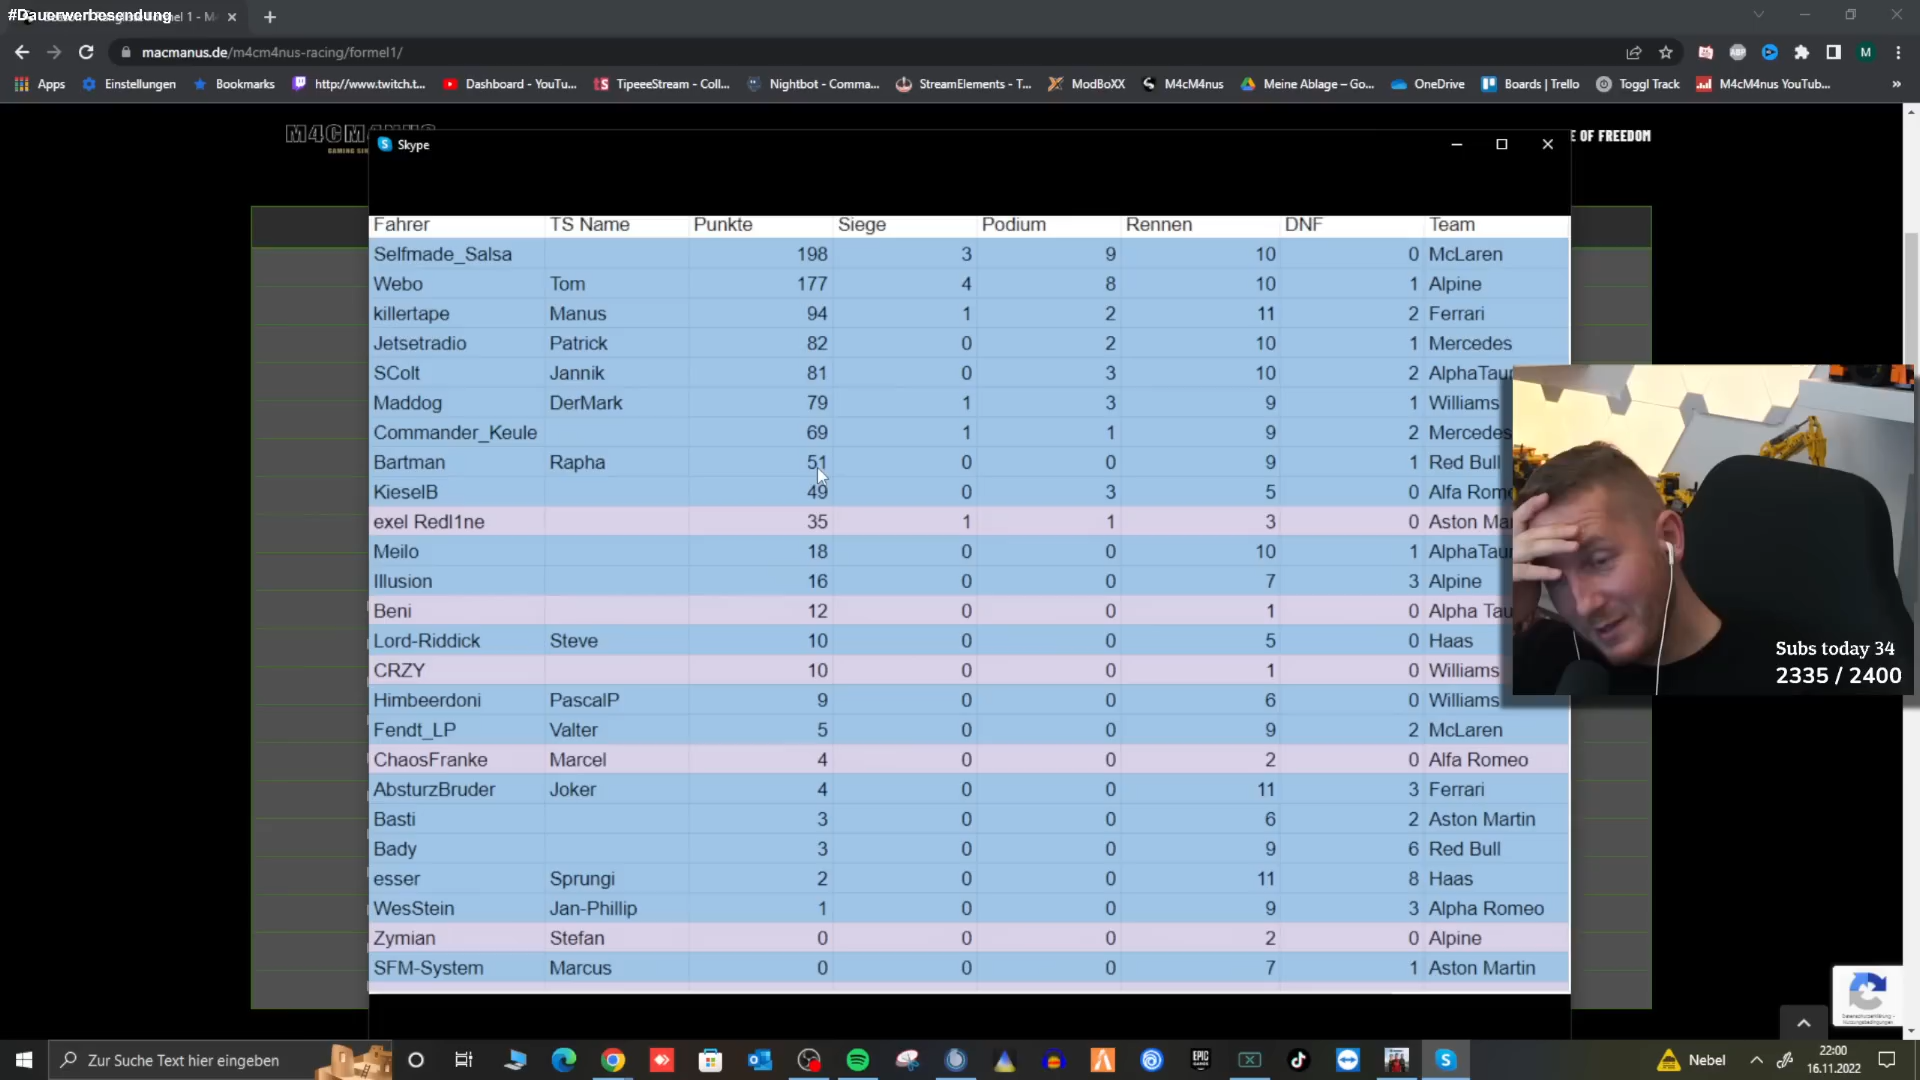 #Dauerwerbesendung
macmanus.de/m4cm4nus-racing/formel1/
Apps Einstellungen Bookmarks http://www.twitch.t... Dashboard - YouTu... TipeeeStream - Coll... Nightbot - Comma... StreamElements - T... ModBoXX M4cM4nus Meine Ablage – Go... OneDrive Boards | Trello Toggl Track M4cM4nus YouTub... »
E OF FREEDOM
Skype
Fahrer TS Name Punkte Siege Podium Rennen DNF Team
Selfmade_Salsa 198 3 9 10 0 McLaren
Webo Tom 177 4 8 10 1 Alpine
killertape Manus 94 1 2 11 2 Ferrari
Jetsetradio Patrick 82 0 2 10 1 Mercedes
SColt Jannik 81 0 3 10 2 AlphaTaur
Maddog DerMark 79 1 3 9 1 Williams
Commander_Keule 69 1 1 9 2 Mercedes
Bartman Rapha 51 0 0 9 1 Red Bull
KieselB 49 0 3 5 0 Alfa Rome
exel Redl1ne 35 1 1 3 0 Aston Mar
Meilo 18 0 0 10 1 AlphaTaur
Illusion 16 0 0 7 3 Alpine
Beni 12 0 0 1 0 Alpha Tau
Lord-Riddick Steve 10 0 0 5 0 Haas
CRZY 10 0 0 1 0 Williams
Himbeerdoni PascalP 9 0 0 6 0 Williams
Fendt_LP Valter 5 0 0 9 2 McLaren
ChaosFranke Marcel 4 0 0 2 0 Alfa Romeo
AbsturzBruder Joker 4 0 0 11 3 Ferrari
Basti 3 0 0 6 2 Aston Martin
Bady 3 0 0 9 6 Red Bull
esser Sprungi 2 0 0 11 8 Haas
WesStein Jan-Phillip 1 0 0 9 3 Alpha Romeo
Zymian Stefan 0 0 0 2 0 Alpine
SFM-System Marcus 0 0 0 7 1 Aston Martin
Subs today 34
2335 / 2400
Zur Suche Text hier eingeben
Nebel
22:00
16.11.2022